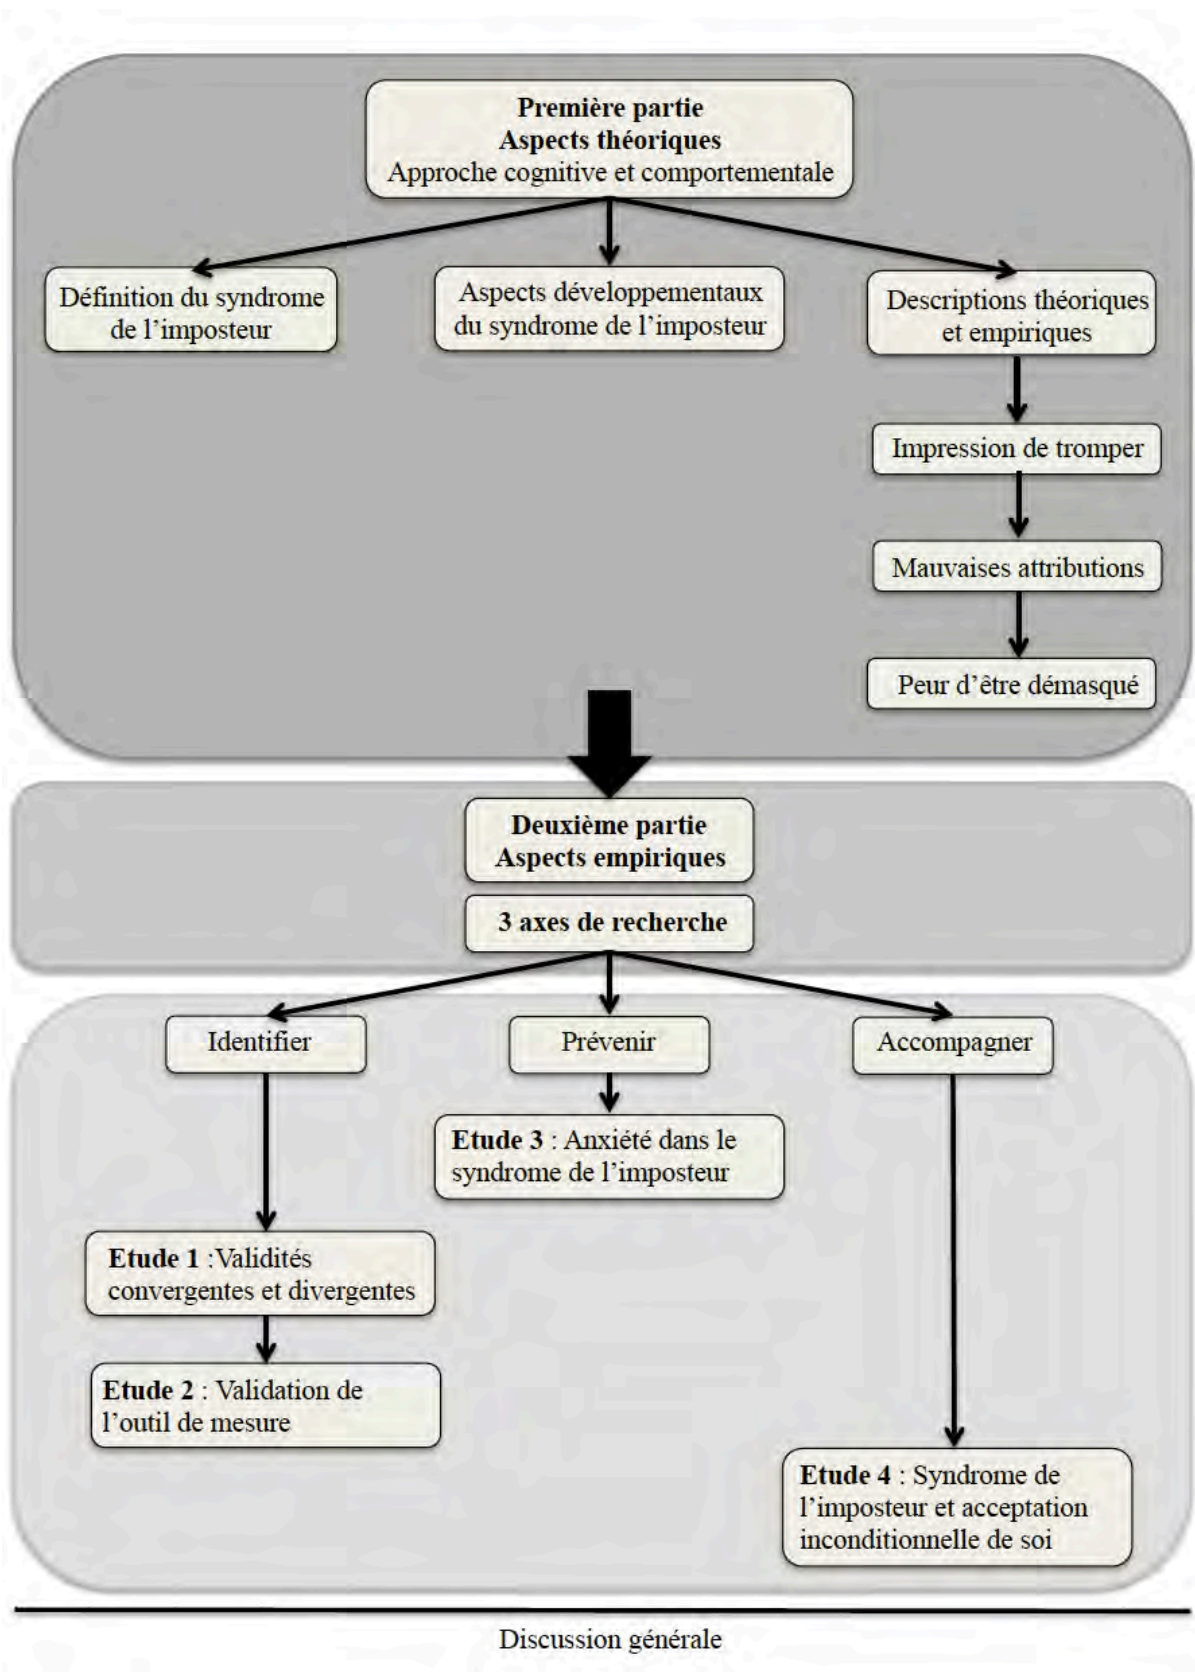 Première partie
Aspects théoriques
Approche cognitive et comportementale
Définition du syndrome
de l’imposteur
Aspects développementaux
du syndrome de l’imposteur
Descriptions théoriques
et empiriques
Impression de tromper
Mauvaises attributions
Peur d’être démasqué
Deuxième partie
Aspects empiriques
3 axes de recherche
Identifier
Prévenir
Accompagner
Etude 3 : Anxiété dans le
syndrome de l’imposteur
Etude 1 :Validités
convergentes et divergentes
Etude 2 : Validation de
l’outil de mesure
Etude 4 : Syndrome de
l’imposteur et acceptation
inconditionnelle de soi
Discussion générale